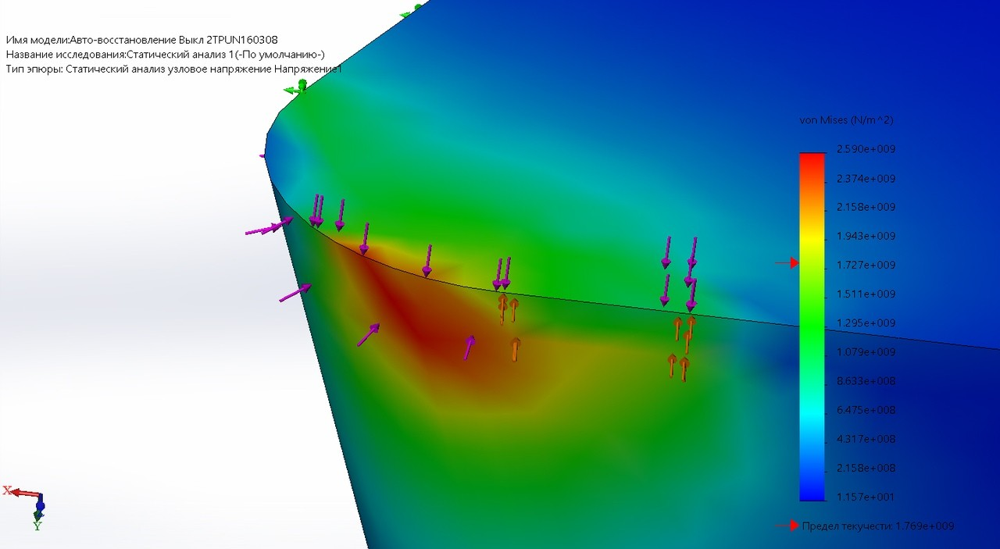 Имя модели:Авто-восстановление Выкл 2TPUN160308
Название исследования:Статический анализ 1(-По умолчанию-)
Тип эпюры: Статический анализ узловое напряжение Напряжение1
von Mises (N/m^2)
2.590e+009
2.374e+009
2.158e+009
1.943e+009
1.727e+009
1.511e+009
1.295e+009
1.079e+009
8.633e+008
6.475e+008
4.317e+008
2.158e+008
1.157e+001
Предел текучести: 1.769e+009
X
Y